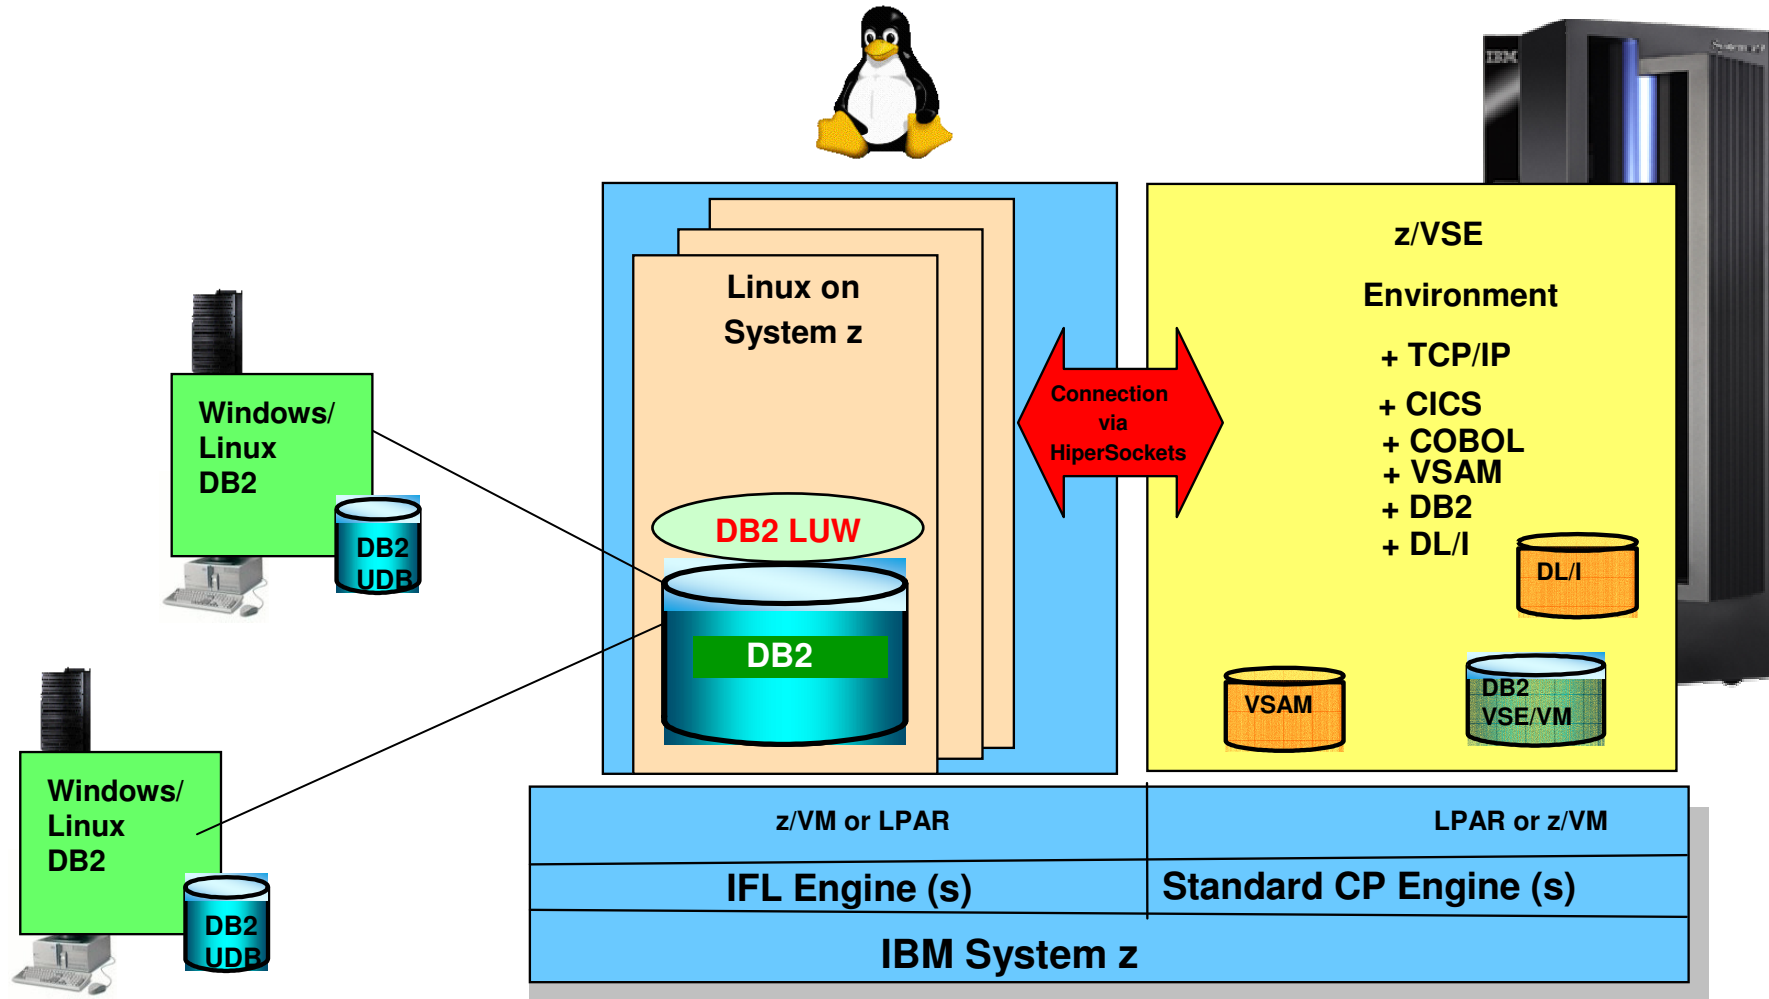 IBM
z/VSE
Environment
+ TCP/IP
+ CICS
+ COBOL
+ VSAM
+ DB2
+ DL/I
DL/I
VSAM
DB2
VSE/VM
Linux on
System z
Connection
via
HiperSockets
DB2 LUW
DB2
Windows/
Linux
DB2
DB2
UDB
Windows/
Linux
DB2
DB2
UDB
z/VM or LPAR
LPAR or z/VM
IFL Engine (s)
Standard CP Engine (s)
IBM System z